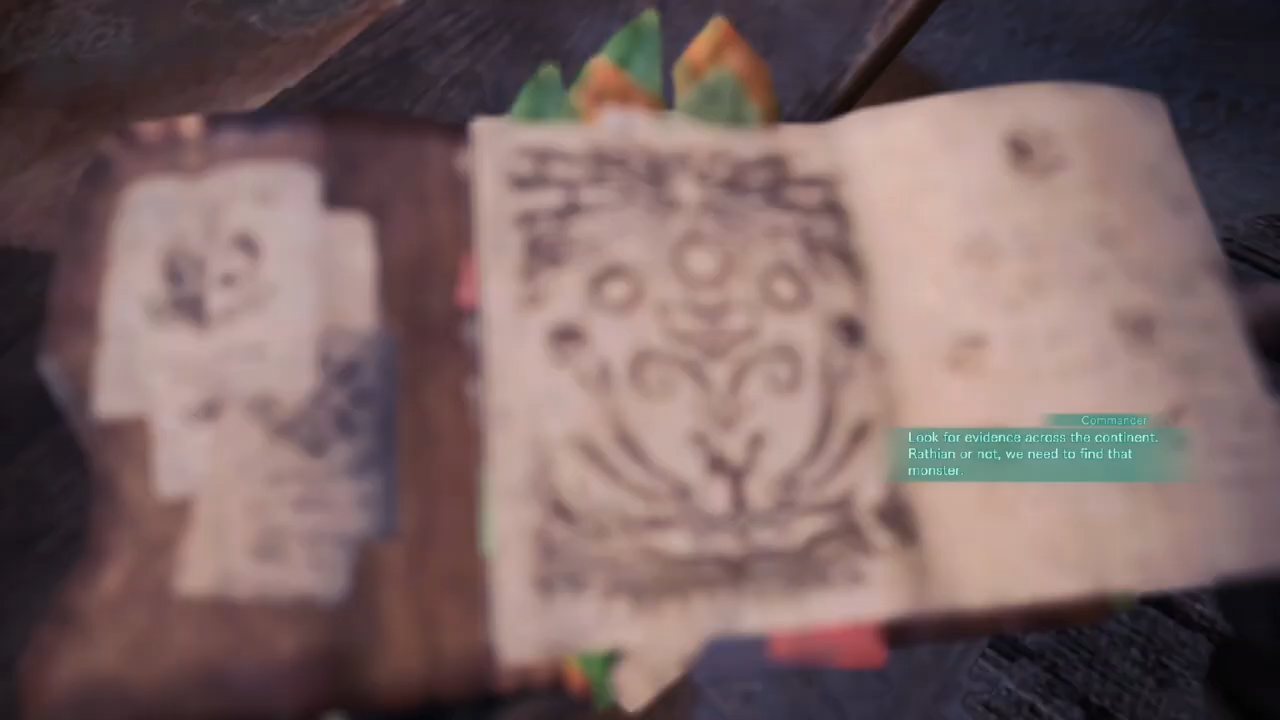 Commander
Look for evidence across the continent.
Rathian or not, we need to find that
monster.